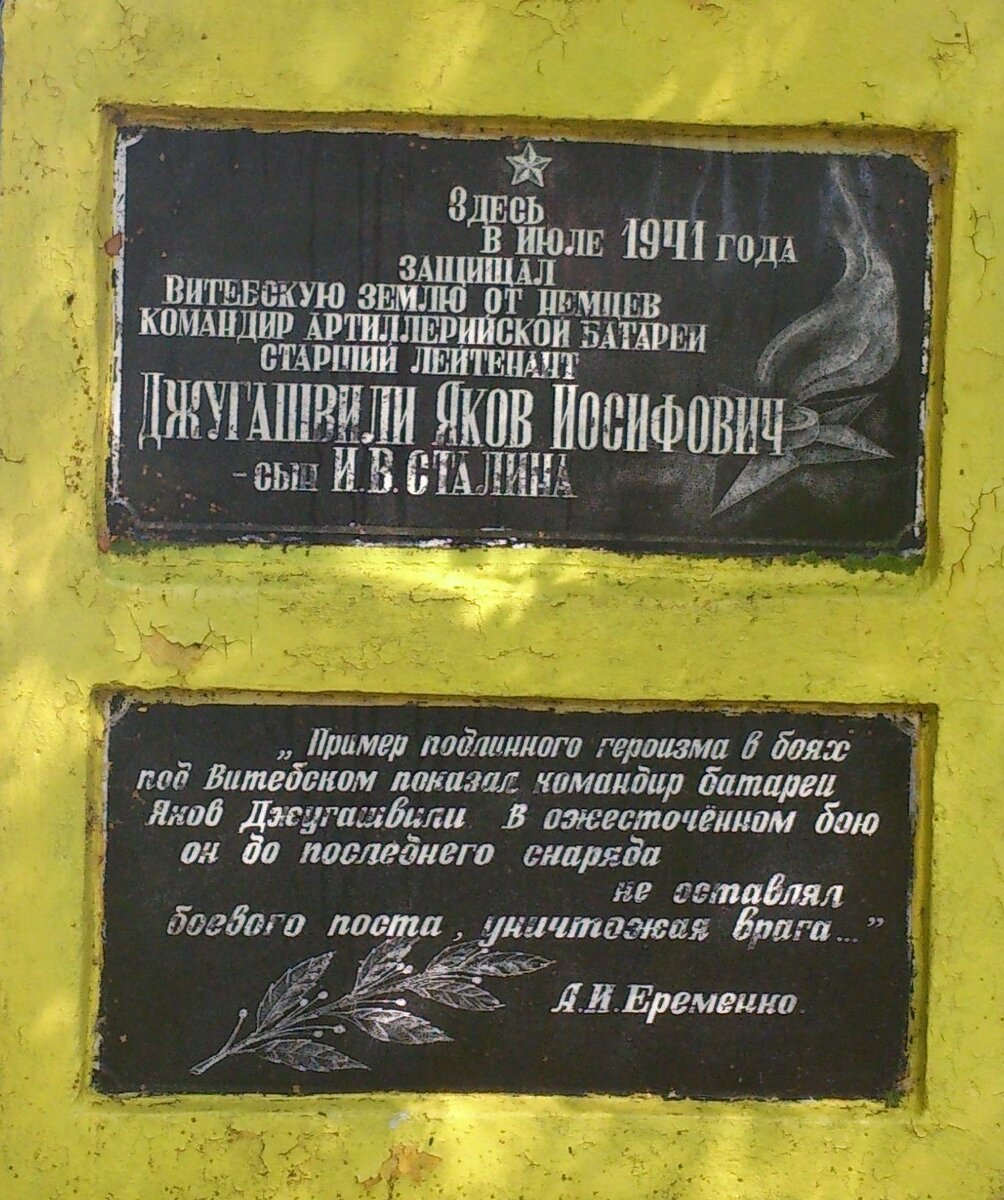 Здесь
в июле 1941 года
защищал
Витебскую землю от немцев
командир артиллерийской батареи
старший лейтенант
Джугашвили Яков Иосифович
– сын И.В. Сталина
„ Пример подлинного героизма в боях
под Витебском показал командир батареи
Яков Джугашвили В ожесточённом бою
он до последнего снаряда
не оставлял
боевого поста, уничтожая врага...”
А.И. Еременко